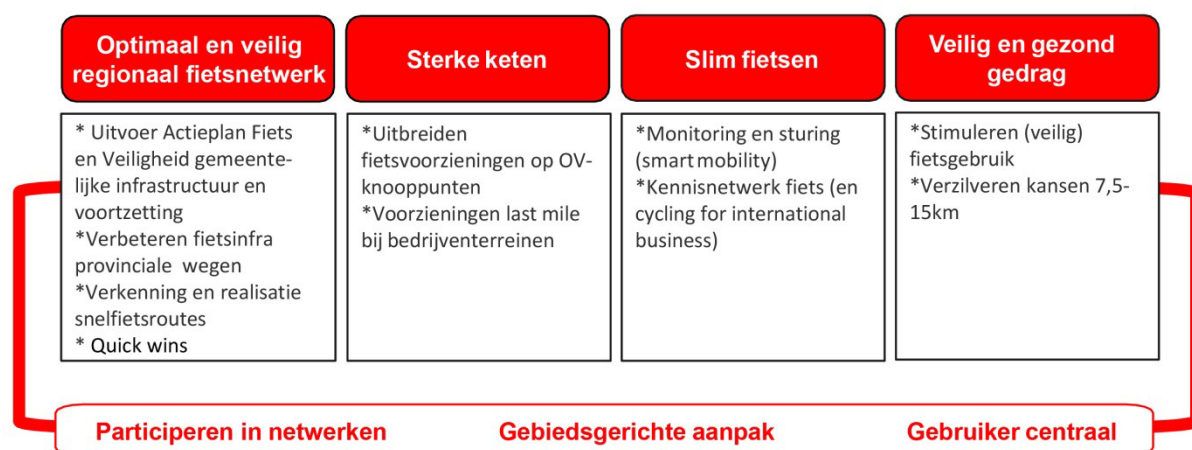 Optimaal en veilig
regionaal fietsnetwerk
* Uitvoer Actieplan Fiets
en Veiligheid gemeente-
lijke infrastructuur en
voortzetting
*Verbeteren fietsinfra
provinciale wegen
*Verkenning en realisatie
snelfietsroutes
* Quick wins
Sterke keten
*Uitbreiden
fietsvoorzieningen op OV-
knooppunten
*Voorzieningen last mile
bij bedrijventerreinen
Slim fietsen
*Monitoring en sturing
(smart mobility)
*Kennisnetwerk fiets (en
cycling for international
business)
Veilig en gezond
gedrag
*Stimuleren (veilig)
fietsgebruik
*Verzilveren kansen 7,5-
15km
Participeren in netwerken
Gebiedsgerichte aanpak
Gebruiker centraal